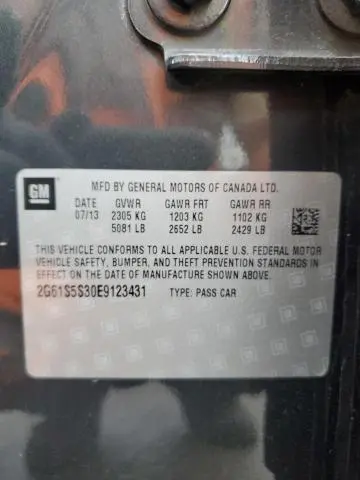 GM
MFD BY GENERAL MOTORS OF CANADA LTD.
DATE GVWR GAWR FRT GAWR RR
07/13 2305 KG 1203 KG 1102 KG
5081 LB 2652 LB 2429 LB
THIS VEHICLE CONFORMS TO ALL APPLICABLE U.S. FEDERAL MOTOR
VEHICLE SAFETY, BUMPER, AND THEFT PREVENTION STANDARDS IN
EFFECT ON THE DATE OF MANUFACTURE SHOWN ABOVE.
2G61S5S30E9123431 TYPE: PASS CAR